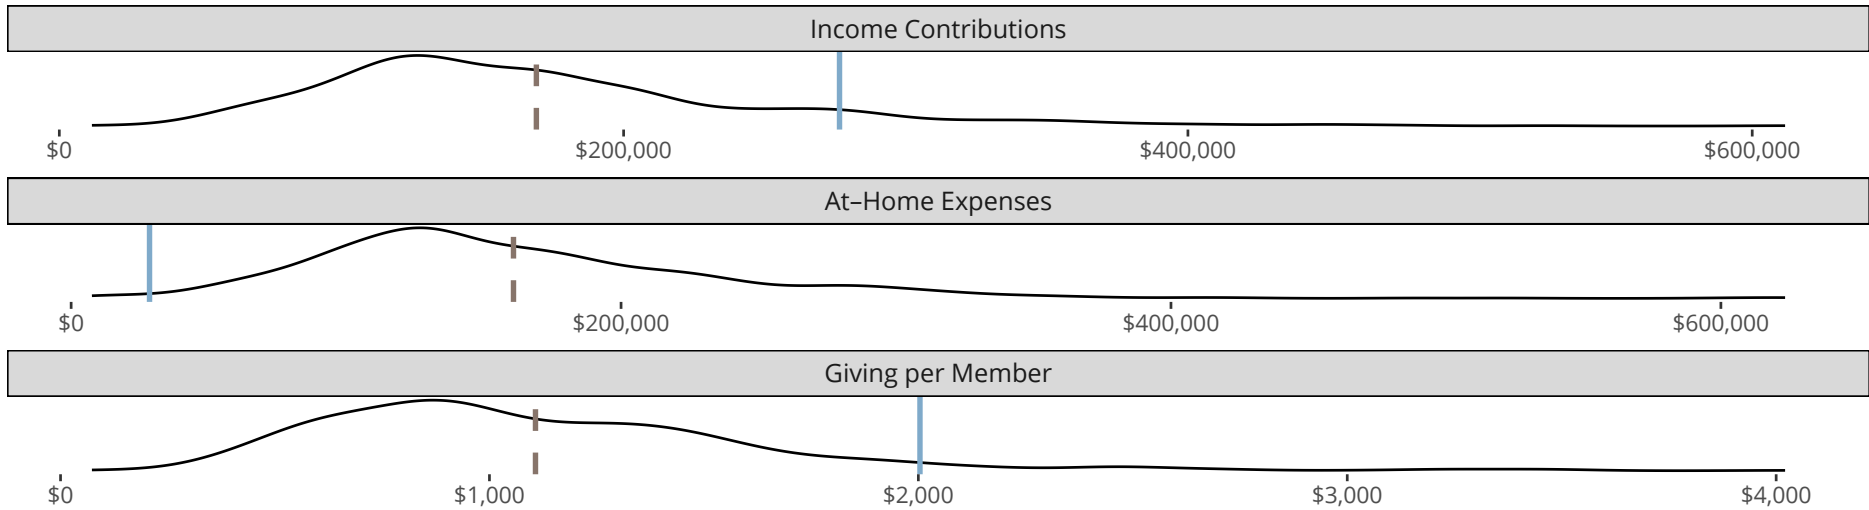 Income Contributions
$0 $200,000 $400,000 $600,000
At–Home Expenses
$0 $200,000 $400,000 $600,000
Giving per Member
$0 $1,000 $2,000 $3,000 $4,000